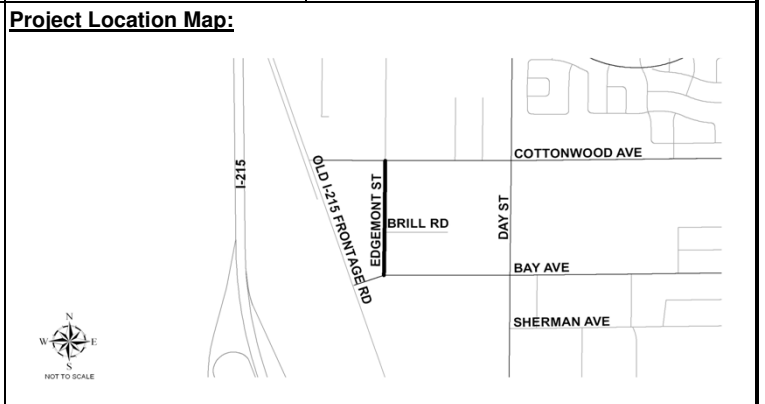 Project Location Map:
COTTONWOOD AVE
I-215
OLD I-215 FRONTAGE RD
EDGEMONT ST
BRILL RD
DAY ST
BAY AVE
SHERMAN AVE
N
W E
S
NOT TO SCALE